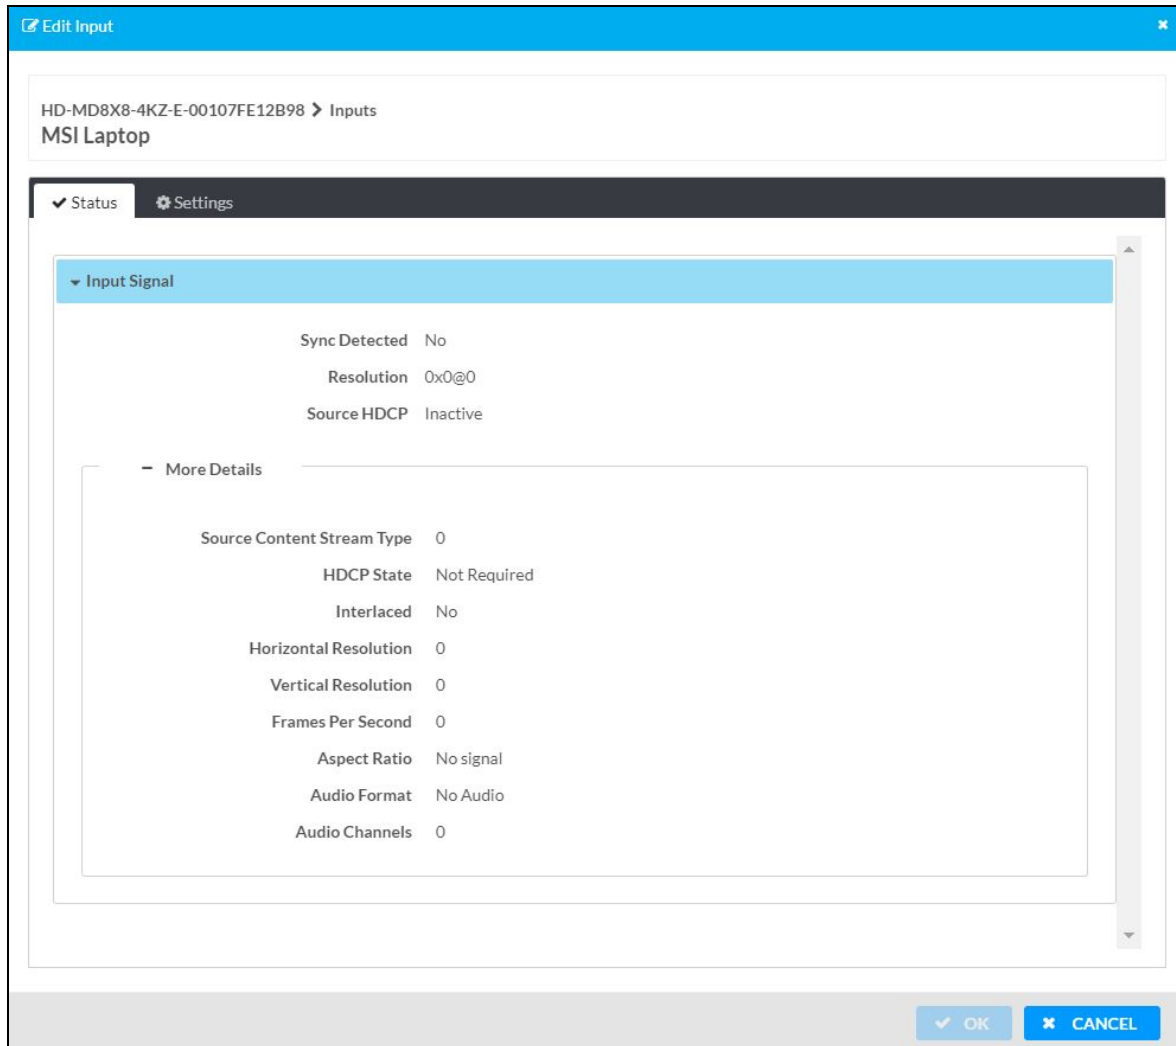 Edit Input
HD-MD8X8-4KZ-E-00107FE12B98 > Inputs
MSI Laptop
Status Settings
Input Signal
Sync Detected No
Resolution 0x0@0
Source HDCP Inactive
− More Details
Source Content Stream Type 0
HDCP State Not Required
Interlaced No
Horizontal Resolution 0
Vertical Resolution 0
Frames Per Second 0
Aspect Ratio No signal
Audio Format No Audio
Audio Channels 0
OK CANCEL